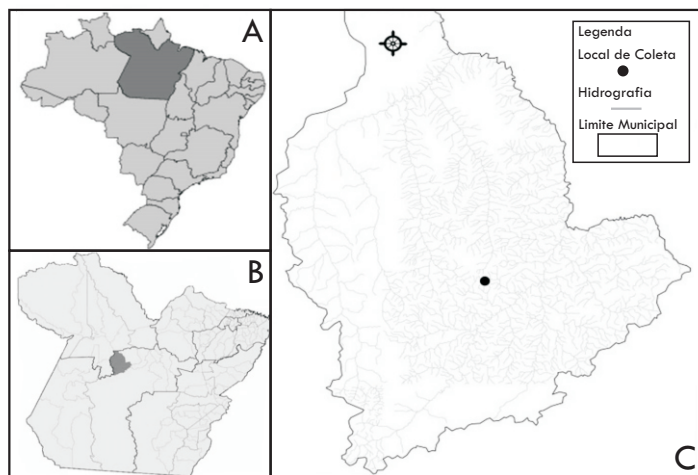 A
B
Legenda
Local de Coleta
Hidrografia
Limite Municipal
C